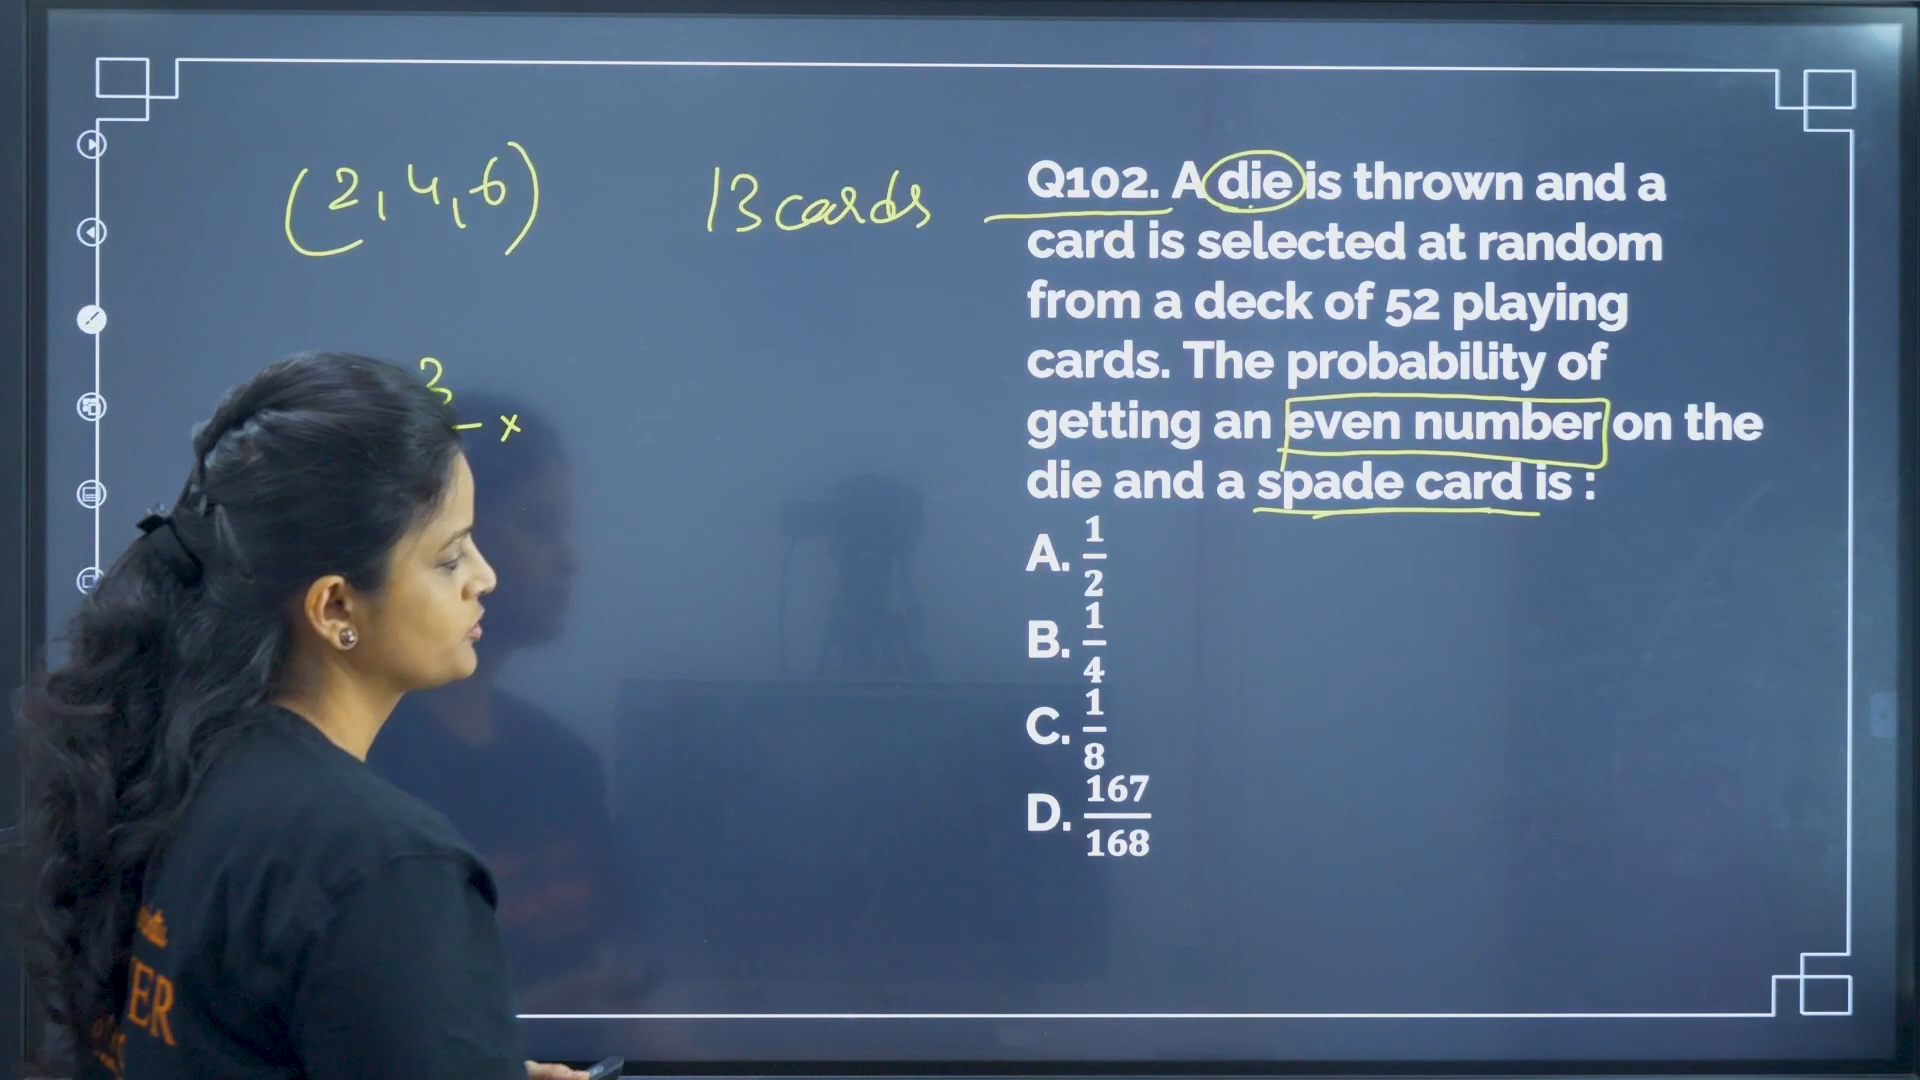 (2, 4, 6)
13 cards
3
— x
Q102. A die is thrown and a
card is selected at random
from a deck of 52 playing
cards. The probability of
getting an even number on the
die and a spade card is :
A. 1/2
B. 1/4
C. 1/8
D. 167/168
ER